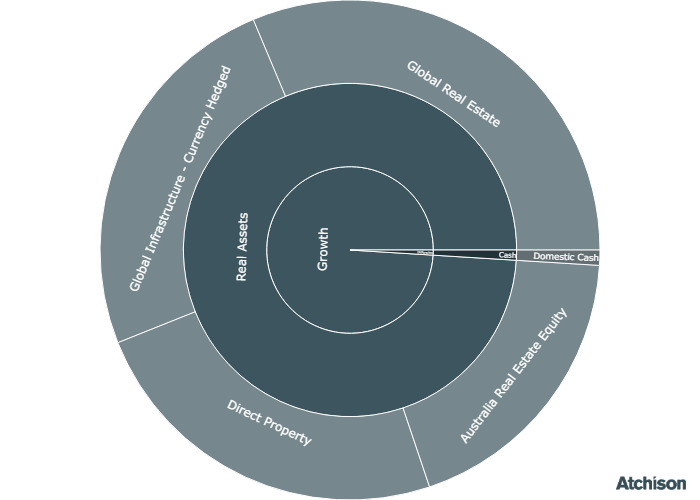 Global Real Estate
Global Infrastructure - Currency Hedged
Real Assets
Growth
Cash
Domestic Cash
Direct Property
Australia Real Estate Equity
Atchison